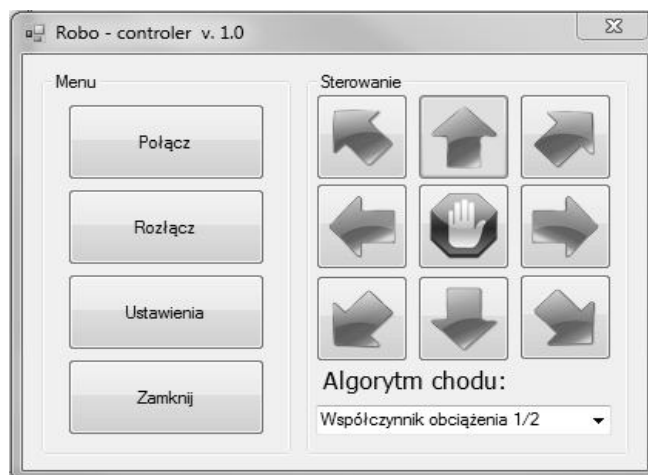 Robo - controler v. 1.0
Menu
Połącz
Rozłącz
Ustawienia
Zamknij
Sterowanie
Algorytm chodu:
Współczynnik obciążenia 1/2